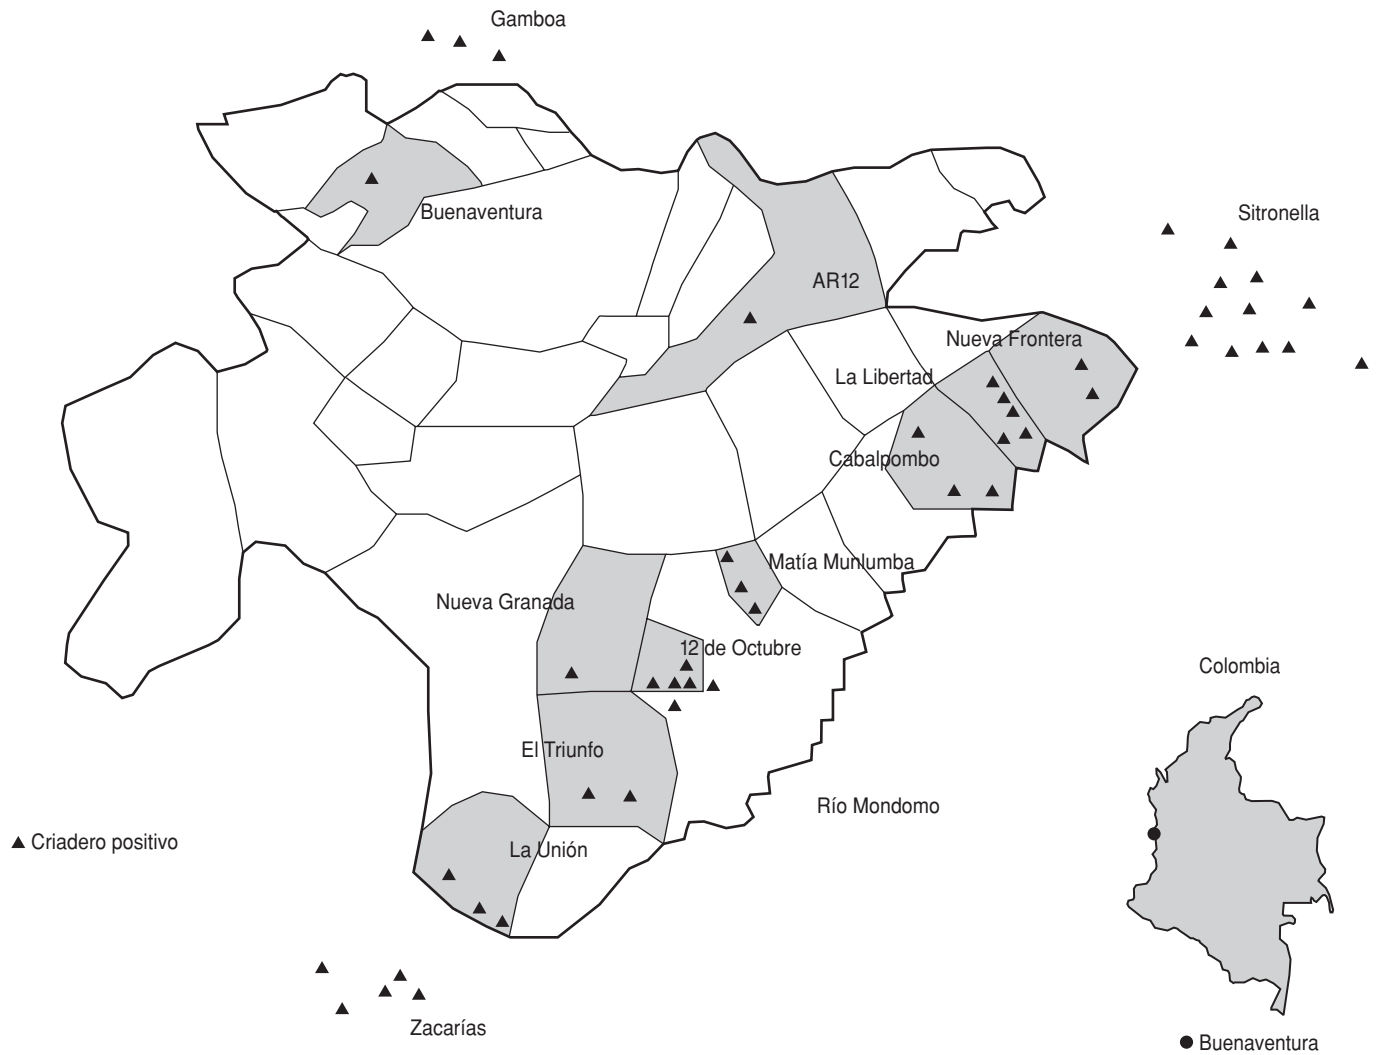 Gamboa
Buenaventura
Sitronella
AR12
Nueva Frontera
La Libertad
Cabalpombo
Matía Munlumba
Nueva Granada
12 de Octubre
Colombia
El Triunfo
Río Mondomo
Criadero positivo
La Unión
Zacarías
Buenaventura